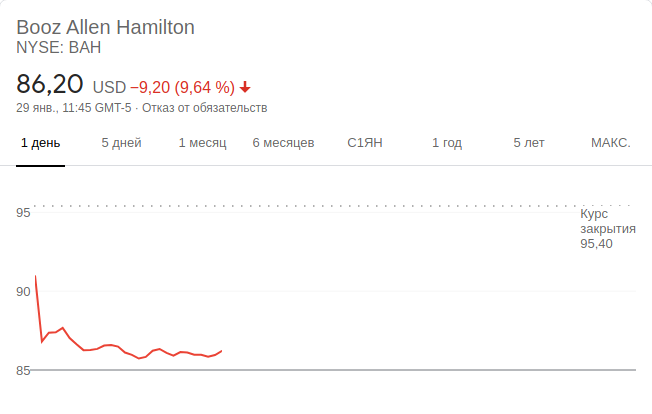 Booz Allen Hamilton
NYSE: BAH
86,20 USD −9,20 (9,64 %)
29 янв., 11:45 GMT-5 · Отказ от обязательств
1 день 5 дней 1 месяц 6 месяцев С1ЯН 1 год 5 лет МАКС.
95
Курс
закрытия
95,40
90
85